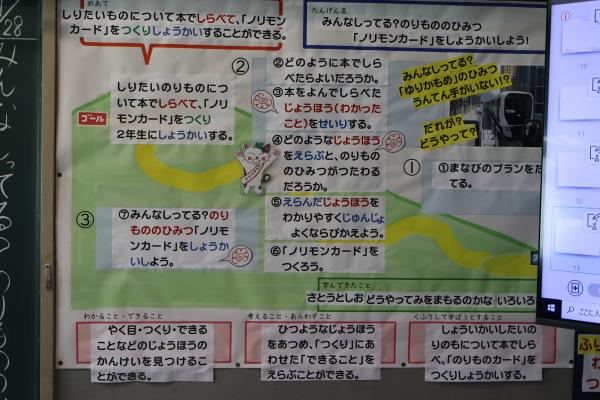 めあて
しりたいものについて本でしらべて、「ノリモン
カード」をつくりしょうかいすることができる。
たんげん名
みんなしってる?のりもののひみつ
「ノリモンカード」をしょうかいしよう!
②
②どのように本でしら
べたらよいだろうか。
③本をよんでしらべた
じょうほう(わかった
こと)をせいりする。
④どのようなじょうほう
をえらぶと、のりもの
のひみつがつたわる
だろうか。
⑤えらんだじょうほうを
わかりやすくじゅんじょ
よくならびかえよう。
⑥「ノリモンカード」を
つくろう。
しりたいのりものにつ
いて本でしらべて、「ノリ
モンカード」をつくり
2年生にしょうかいする。
ゴール
みんなしってる?
「ゆりかもめ」のひみつ
うんてん手がいない!?
だれが?
どうやって?
①
①まなびのプランをた
てる。
③
⑦みんなしってる?のり
もののひみつ「ノリモ
ンカード」をしょうか
いしよう。
学んできたこと
さとうとしお どうやってみをまもるのかな いろいろ
わかること・できること
やく目・つくり・できる
ことなどのじょうほうの
かんけいを見つけるこ
とができる。
考えること・あらわすこと
ひつようなじょうほう
をあつめ、「つくり」にあ
わせた「できること」を
えらぶことができる。
くふうして学ぼうとすること
しょうかいしたいの
りものについて本でしら
べ、「のりものカード」を
つくりしょうかいする。
/28
10
12
13